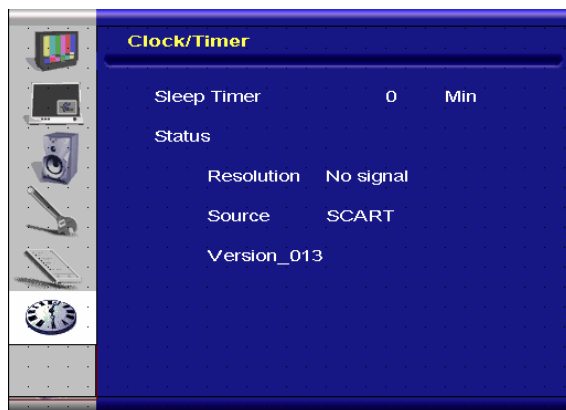 Clock/Timer
Sleep Timer 0 Min
Status
Resolution No signal
Source SCART
Version_013